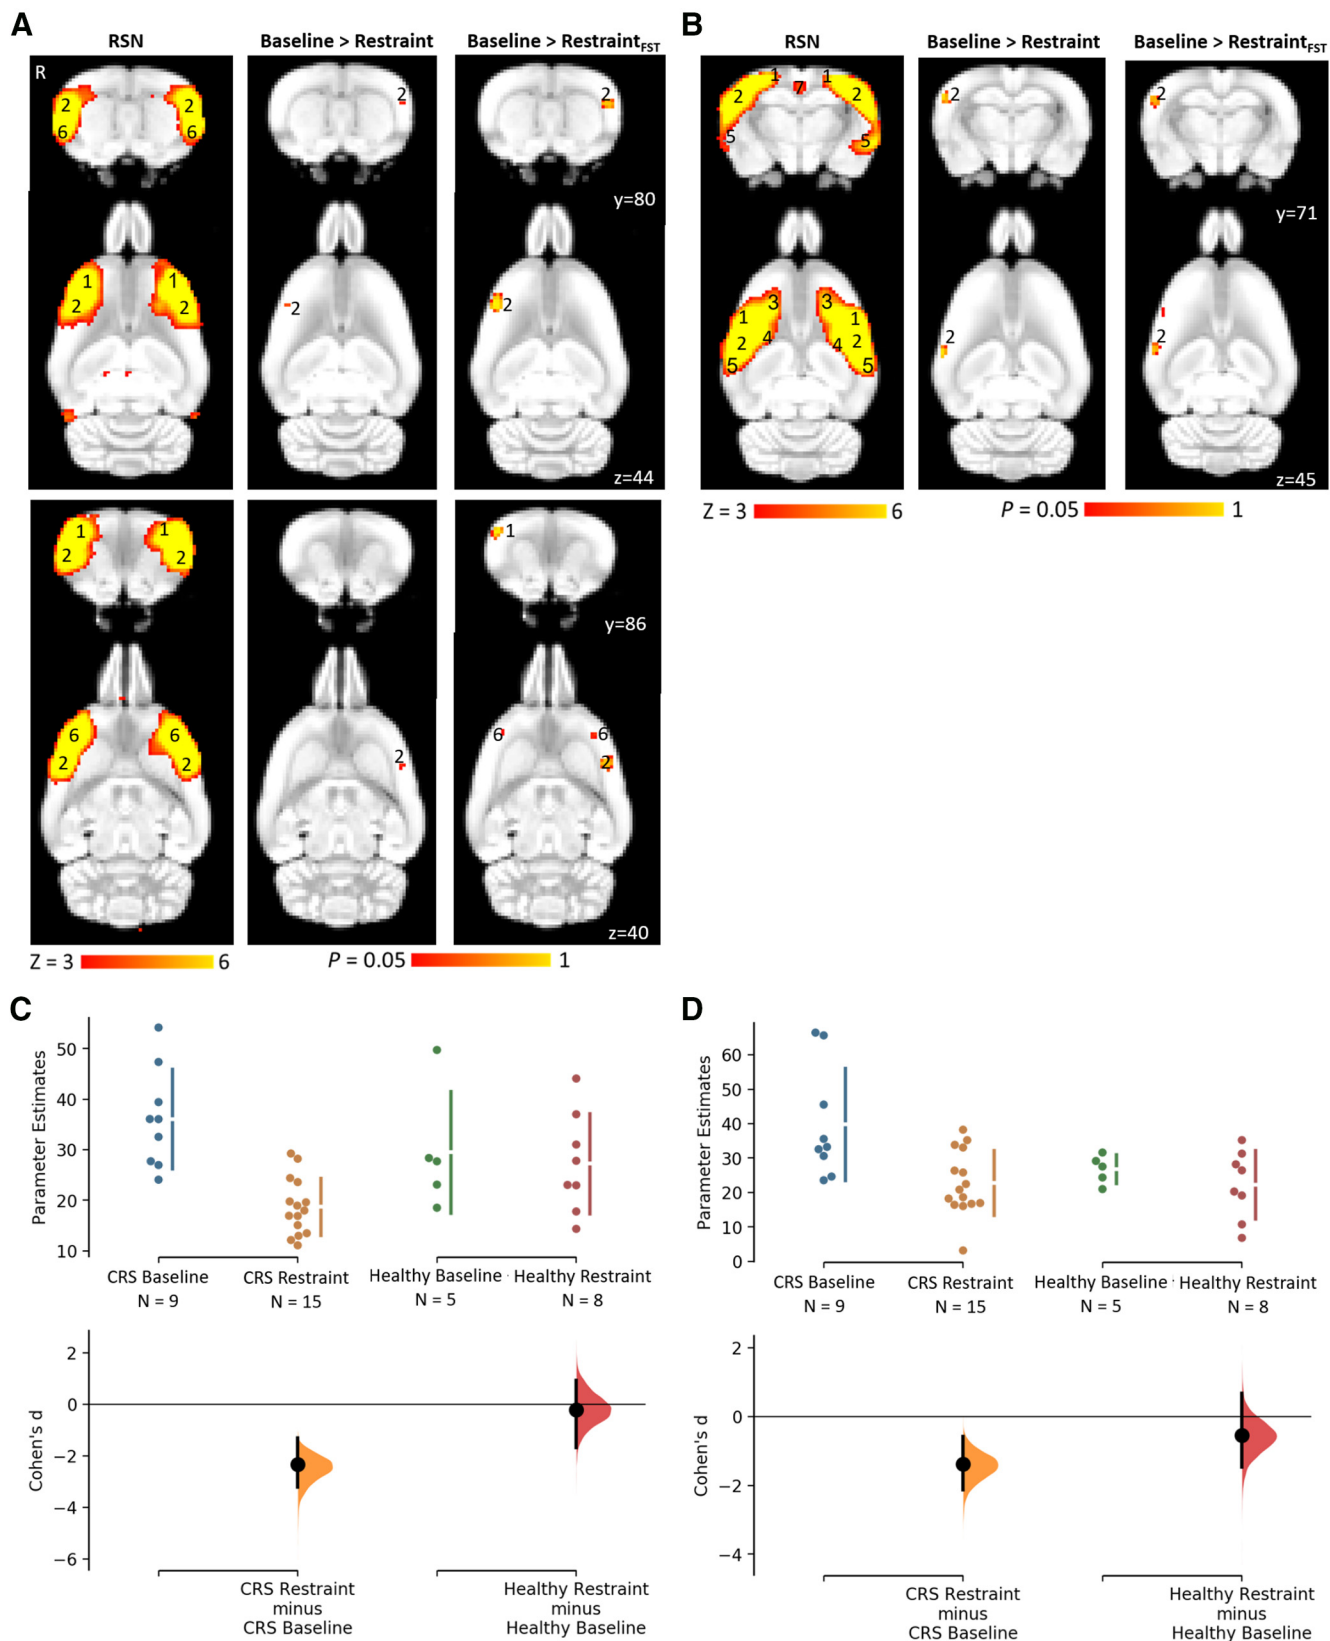 A
RSN
Baseline > Restraint
Baseline > RestraintFST
R
2
2
6
6
2
2
y=80
1
1
2
2
2
2
z=44
1
1
2
2
1
y=86
6
6
2
2
2
6
6
2
z=40
Z = 3
6
P = 0.05
1
B
RSN
Baseline > Restraint
Baseline > RestraintFST
1
7
1
2
2
5
5
2
2
y=71
3
3
1
1
2
4
4
2
5
5
2
2
z=45
Z = 3
6
P = 0.05
1
C
Parameter Estimates
50
40
30
20
10
CRS Baseline
N = 9
CRS Restraint
N = 15
Healthy Baseline
N = 5
Healthy Restraint
N = 8
Cohen's d
2
0
−2
−4
−6
CRS Restraint
minus
CRS Baseline
Healthy Restraint
minus
Healthy Baseline
D
Parameter Estimates
60
50
40
30
20
10
0
CRS Baseline
N = 9
CRS Restraint
N = 15
Healthy Baseline
N = 5
Healthy Restraint
N = 8
Cohen's d
2
0
−2
−4
CRS Restraint
minus
CRS Baseline
Healthy Restraint
minus
Healthy Baseline